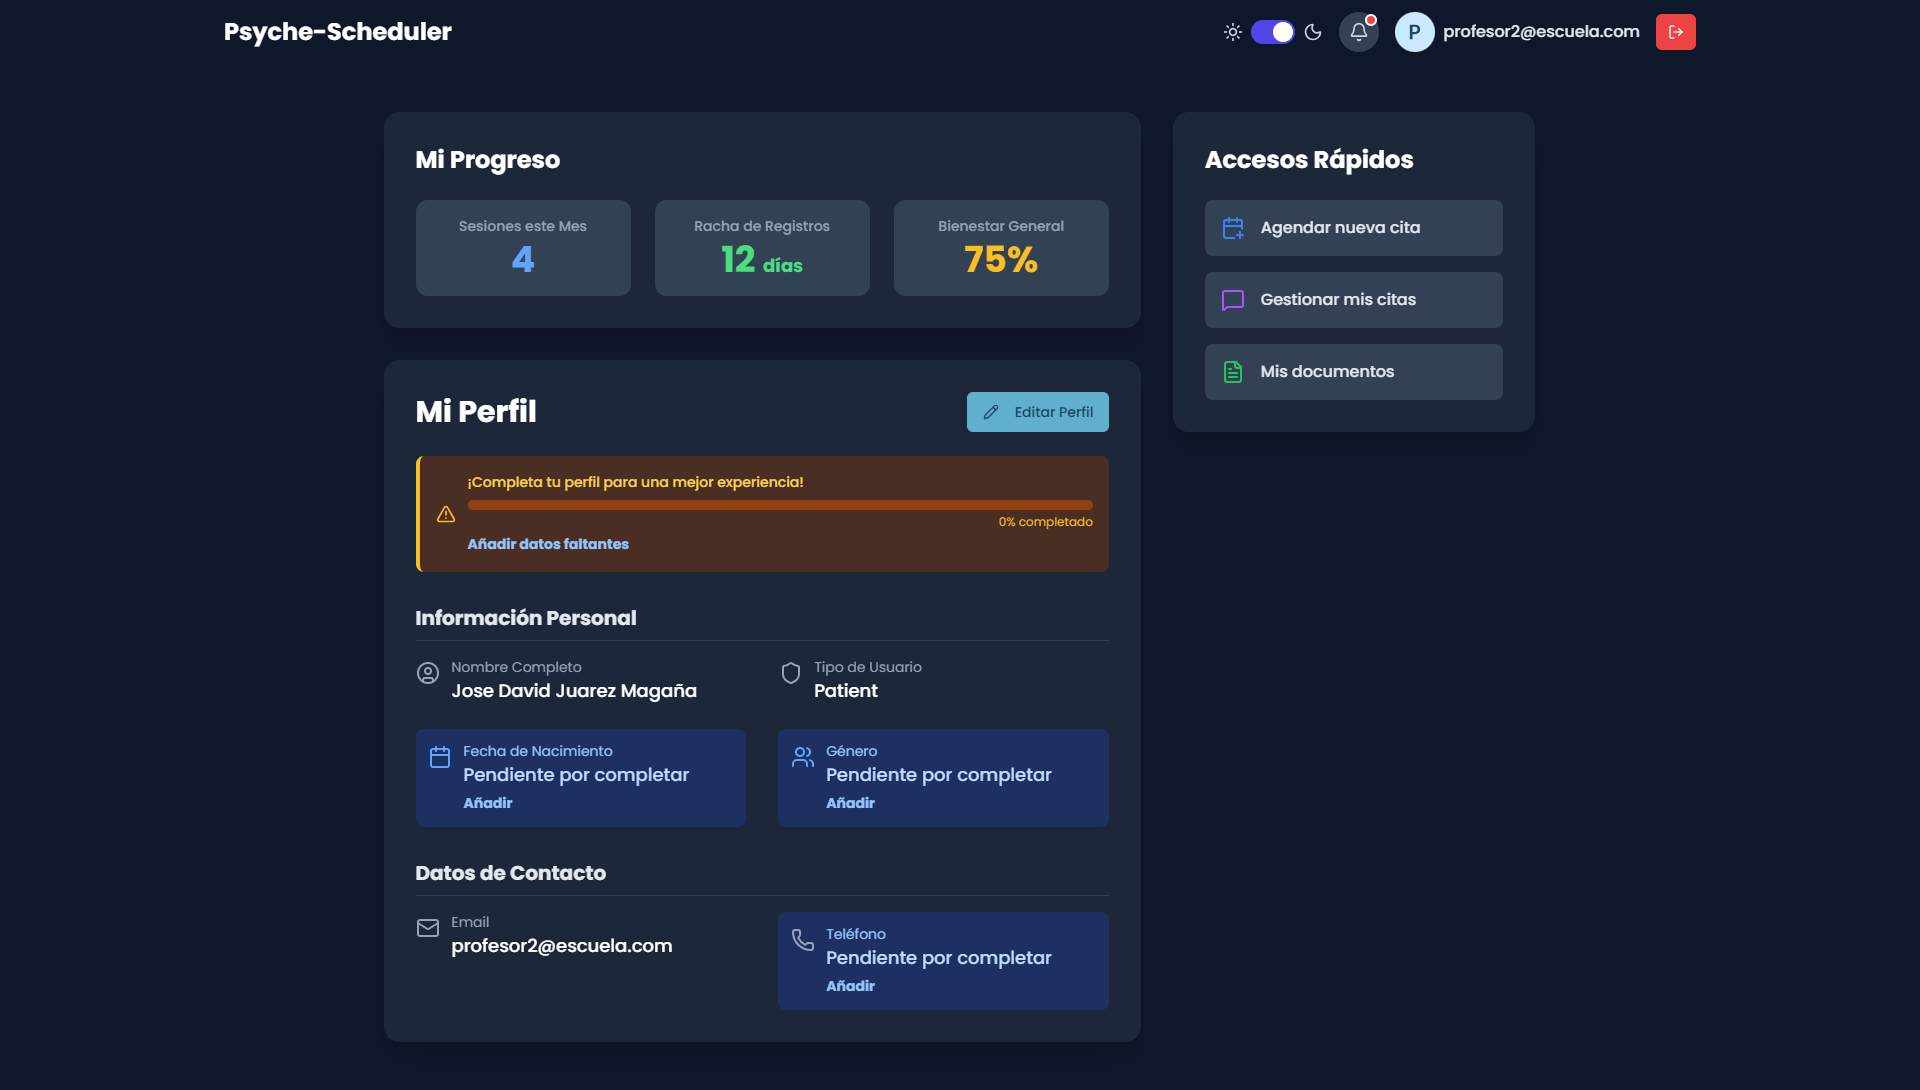 Psyche-Scheduler
P
profesor2@escuela.com
Mi Progreso
Sesiones este Mes
4
Racha de Registros
12 días
Bienestar General
75%
Accesos Rápidos
Agendar nueva cita
Gestionar mis citas
Mis documentos
Mi Perfil
Editar Perfil
¡Completa tu perfil para una mejor experiencia!
0% completado
Añadir datos faltantes
Información Personal
Nombre Completo
Jose David Juarez Magaña
Tipo de Usuario
Patient
Fecha de Nacimiento
Pendiente por completar
Añadir
Género
Pendiente por completar
Añadir
Datos de Contacto
Email
profesor2@escuela.com
Teléfono
Pendiente por completar
Añadir